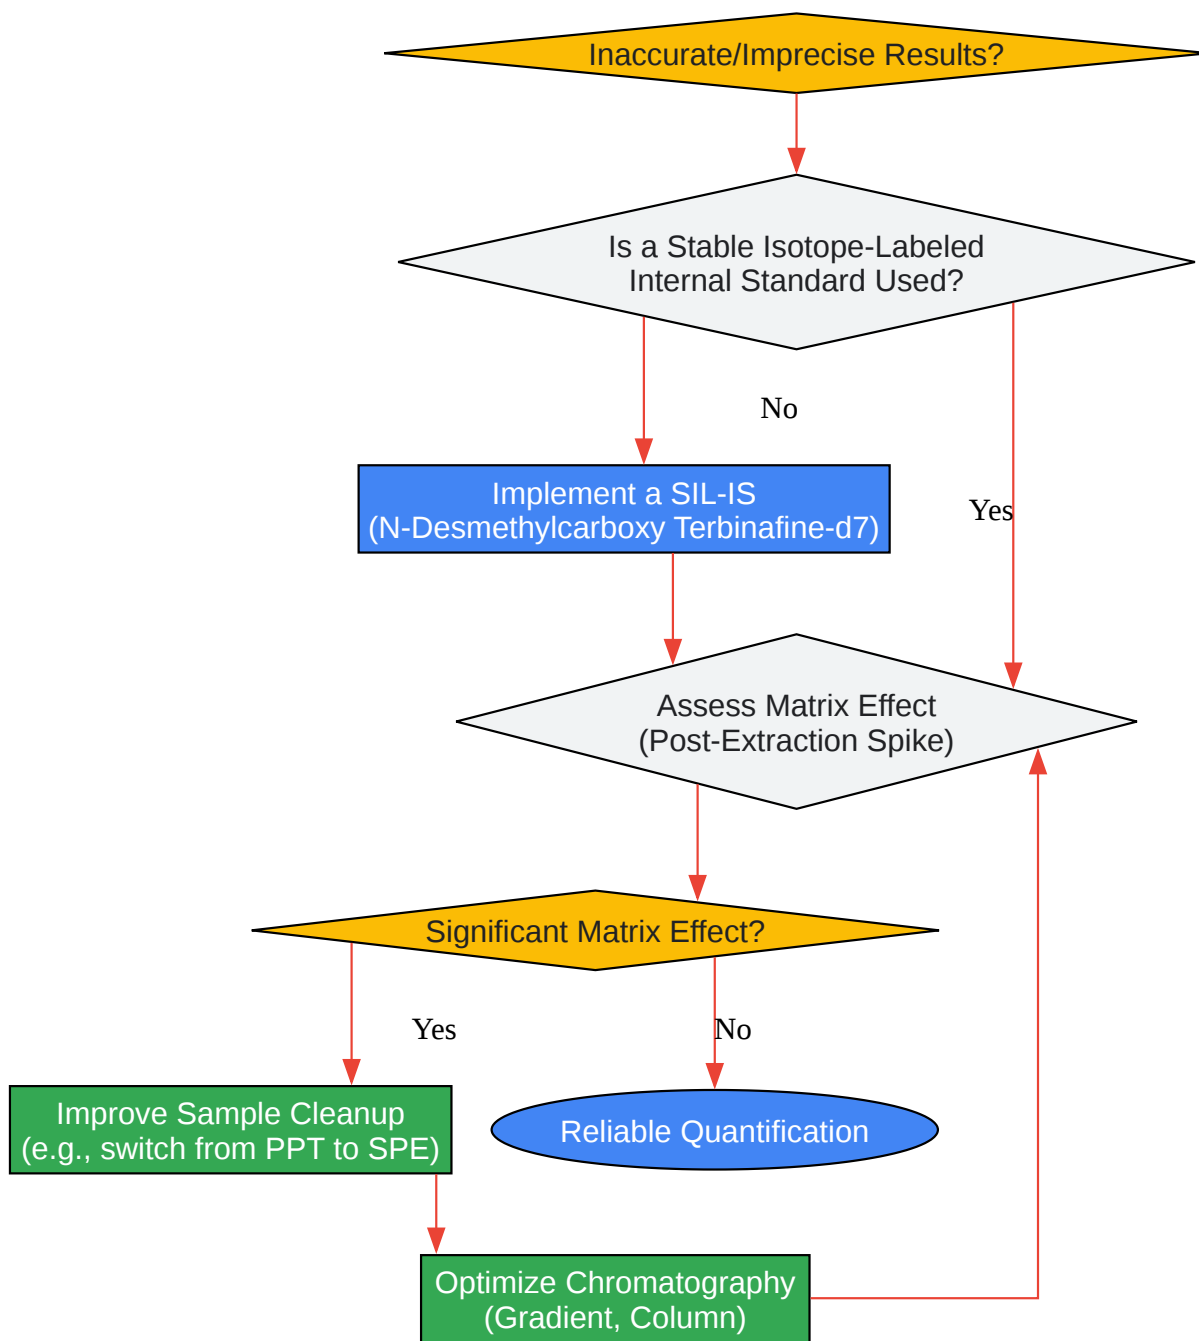 Inaccurate/Imprecise Results?
Is a Stable Isotope-Labeled
Internal Standard Used?
No
Implement a SIL-IS
(N-Desmethylcarboxy Terbinafine-d7)
Yes
Assess Matrix Effect
(Post-Extraction Spike)
Significant Matrix Effect?
Yes
No
Improve Sample Cleanup
(e.g., switch from PPT to SPE)
Reliable Quantification
Optimize Chromatography
(Gradient, Column)